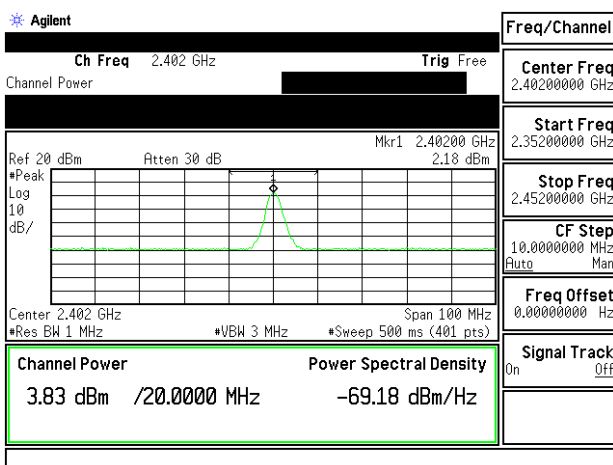 Agilent
Freq/Channel
Ch Freq 2.402 GHz Trig Free
Channel Power
Center Freq
2.40200000 GHz
Start Freq
2.35200000 GHz
Stop Freq
2.45200000 GHz
CF Step
10.0000000 MHz
Auto Man
Freq Offset
0.00000000 Hz
Signal Track
On Off
Mkr1 2.40200 GHz
Ref 20 dBm Atten 30 dB 2.18 dBm
#Peak
Log
10
dB/
1
Center 2.402 GHz Span 100 MHz
#Res BW 1 MHz #VBW 3 MHz #Sweep 500 ms (401 pts)
Channel Power Power Spectral Density
3.83 dBm /20.0000 MHz -69.18 dBm/Hz